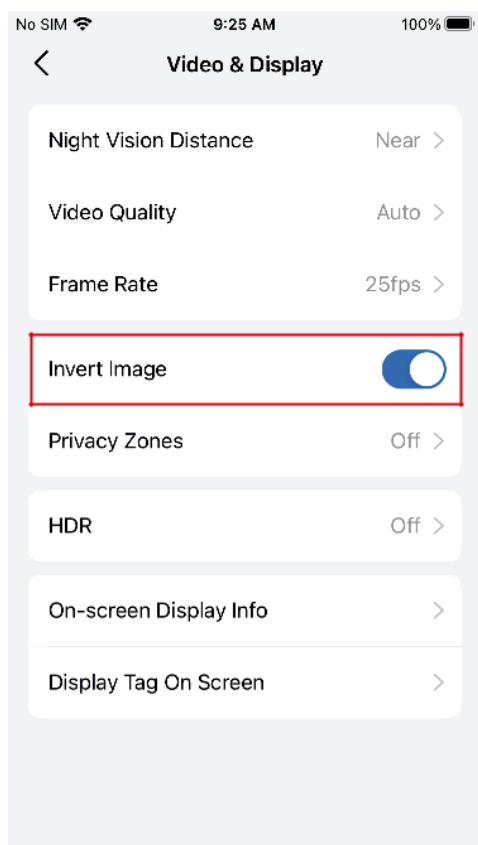 No SIM 9:25 AM 100%
Video & Display
Night Vision Distance Near
Video Quality Auto
Frame Rate 25fps
Invert Image
Privacy Zones Off
HDR Off
On-screen Display Info
Display Tag On Screen